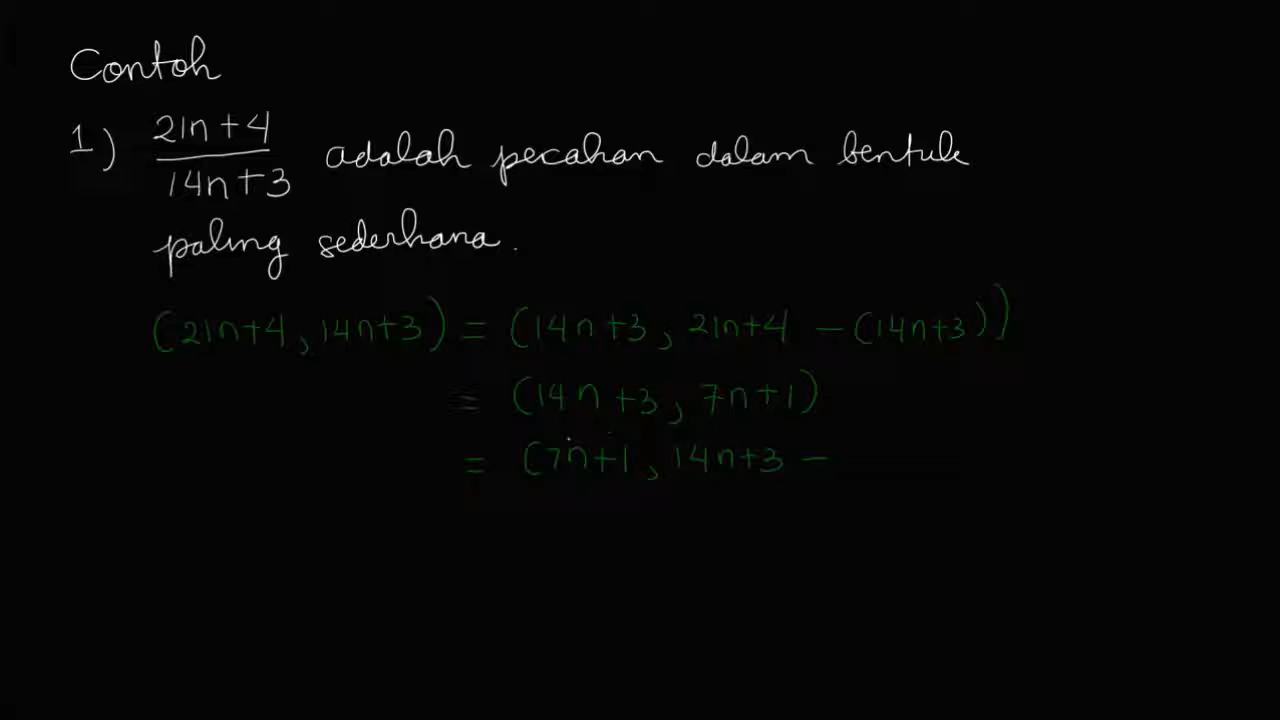 Contoh
1) 21n+4 / 14n+3 adalah pecahan dalam bentuk
paling sederhana.
(21n+4, 14n+3) = (14n+3, 21n+4 - (14n+3))
= (14n+3, 7n+1)
= (7n+1, 14n+3 -